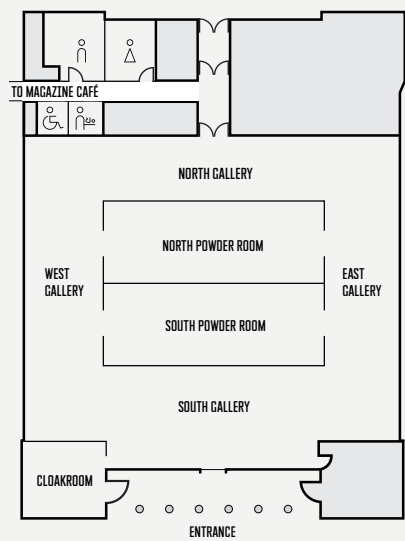 TO MAGAZINE CAFÉ
NORTH GALLERY
NORTH POWDER ROOM
WEST
GALLERY
EAST
GALLERY
SOUTH POWDER ROOM
SOUTH GALLERY
CLOAKROOM
ENTRANCE